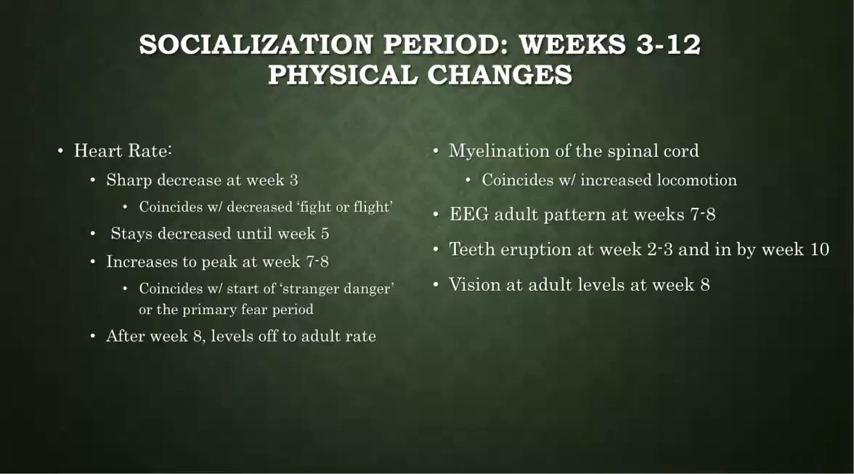 SOCIALIZATION PERIOD: WEEKS 3-12
PHYSICAL CHANGES
• Heart Rate:
• Sharp decrease at week 3
• Coincides w/ decreased ‘fight or flight’
• Stays decreased until week 5
• Increases to peak at week 7-8
• Coincides w/ start of ‘stranger danger’
or the primary fear period
• After week 8, levels off to adult rate
• Myelination of the spinal cord
• Coincides w/ increased locomotion
• EEG adult pattern at weeks 7-8
• Teeth eruption at week 2-3 and in by week 10
• Vision at adult levels at week 8